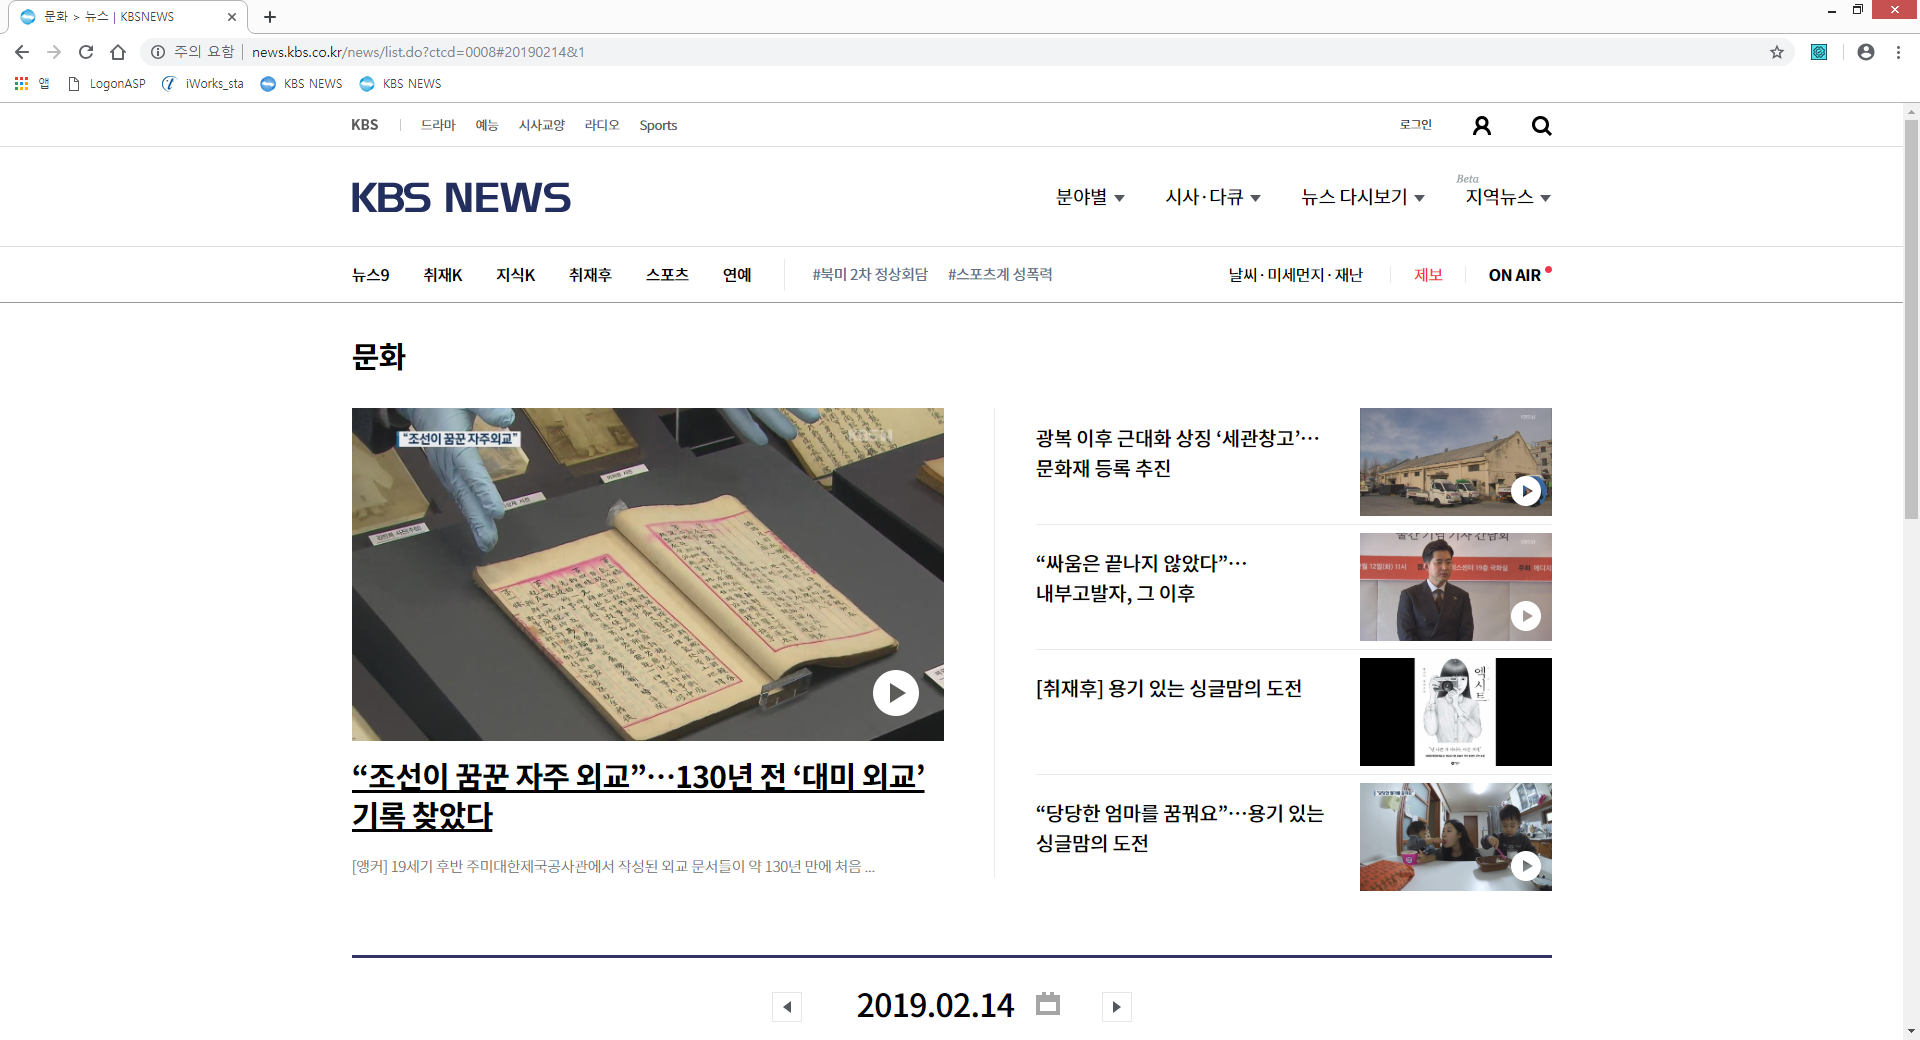 문화 > 뉴스 | KBSNEWS
주의 요함 | news.kbs.co.kr/news/list.do?ctcd=0008#20190214&1
앱 LogonASP iWorks_sta KBS NEWS KBS NEWS
KBS 드라마 예능 시사교양 라디오 Sports 로그인
KBS NEWS
분야별 시사·다큐 뉴스 다시보기 Beta 지역뉴스
뉴스9 취재K 지식K 취재후 스포츠 연예 #북미 2차 정상회담 #스포츠계 성폭력 날씨·미세먼지·재난 제보 ON AIR
문화
“조선이 꿈꾼 자주외교”
“조선이 꿈꾼 자주 외교”…130년 전 ‘대미 외교’
기록 찾았다
[앵커] 19세기 후반 주미대한제국공사관에서 작성된 외교 문서들이 약 130년 만에 처음 ...
광복 이후 근대화 상징 ‘세관창고’…
문화재 등록 추진
“싸움은 끝나지 않았다”…
내부고발자, 그 이후
출간 기념 기자 간담회
[취재후] 용기 있는 싱글맘의 도전
엑시트
“당당한 엄마를 꿈꿔요”…용기 있는
싱글맘의 도전
2019.02.14